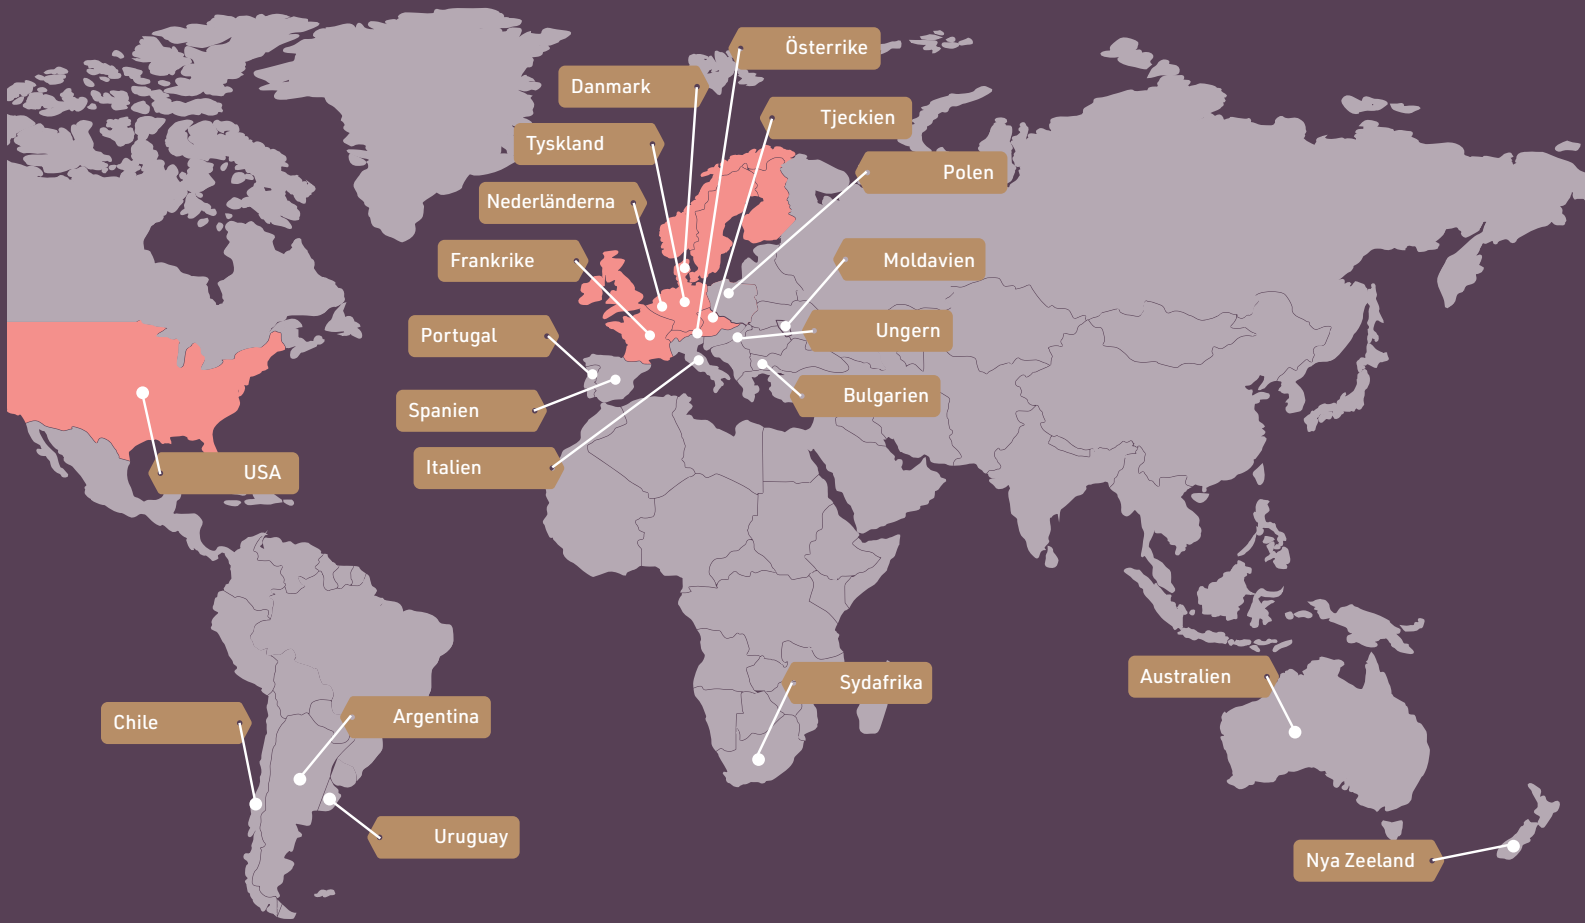 Österrike
Danmark
Tjeckien
Tyskland
Polen
Nederländerna
Frankrike
Moldavien
Portugal
Ungern
Bulgarien
Spanien
Italien
USA
Australien
Sydafrika
Argentina
Chile
Uruguay
Nya Zeeland